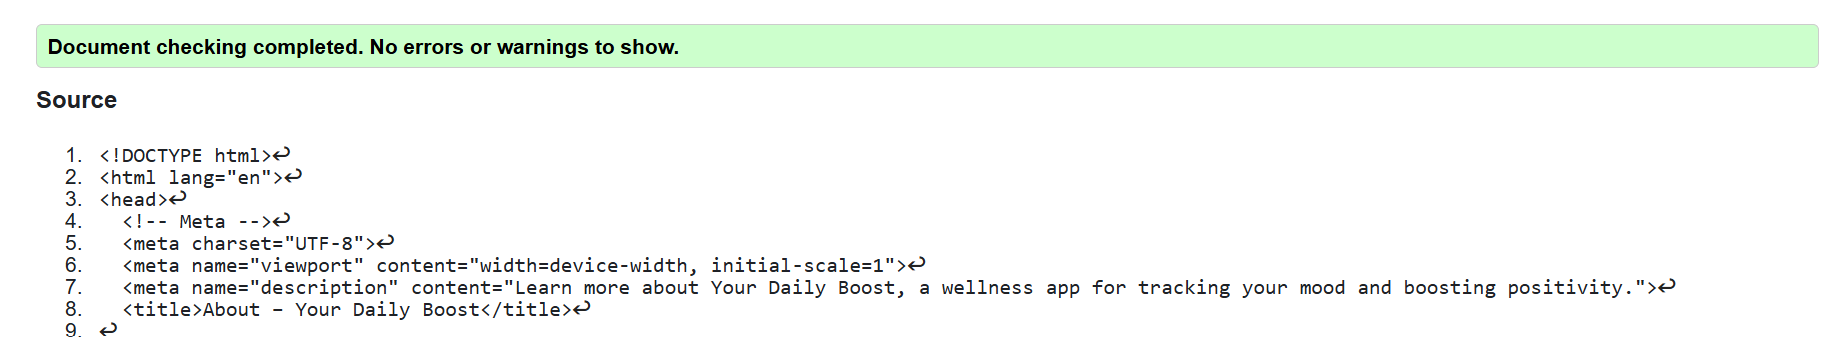 Document checking completed. No errors or warnings to show.
Source
1. <!DOCTYPE html>↩
2. <html lang="en">↩
3. <head>↩
4.   <!-- Meta -->↩
5.   <meta charset="UTF-8">↩
6.   <meta name="viewport" content="width=device-width, initial-scale=1">↩
7.   <meta name="description" content="Learn more about Your Daily Boost, a wellness app for tracking your mood and boosting positivity.">↩
8.   <title>About – Your Daily Boost</title>↩
9. ↩